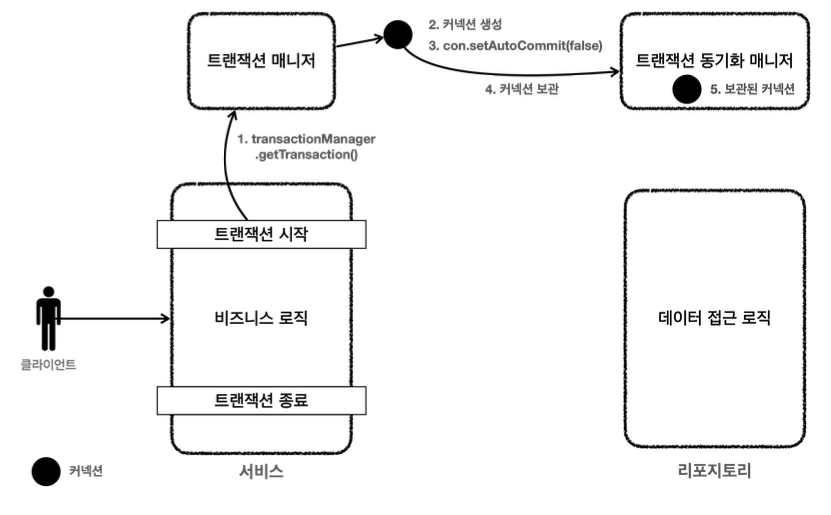 트랜잭션 매니저
2. 커넥션 생성
3. con.setAutoCommit(false)
4. 커넥션 보관
트랜잭션 동기화 매니저
5. 보관된 커넥션
1. transactionManager
.getTransaction()
트랜잭션 시작
비즈니스 로직
트랜잭션 종료
데이터 접근 로직
클라이언트
커넥션
서비스
리포지토리